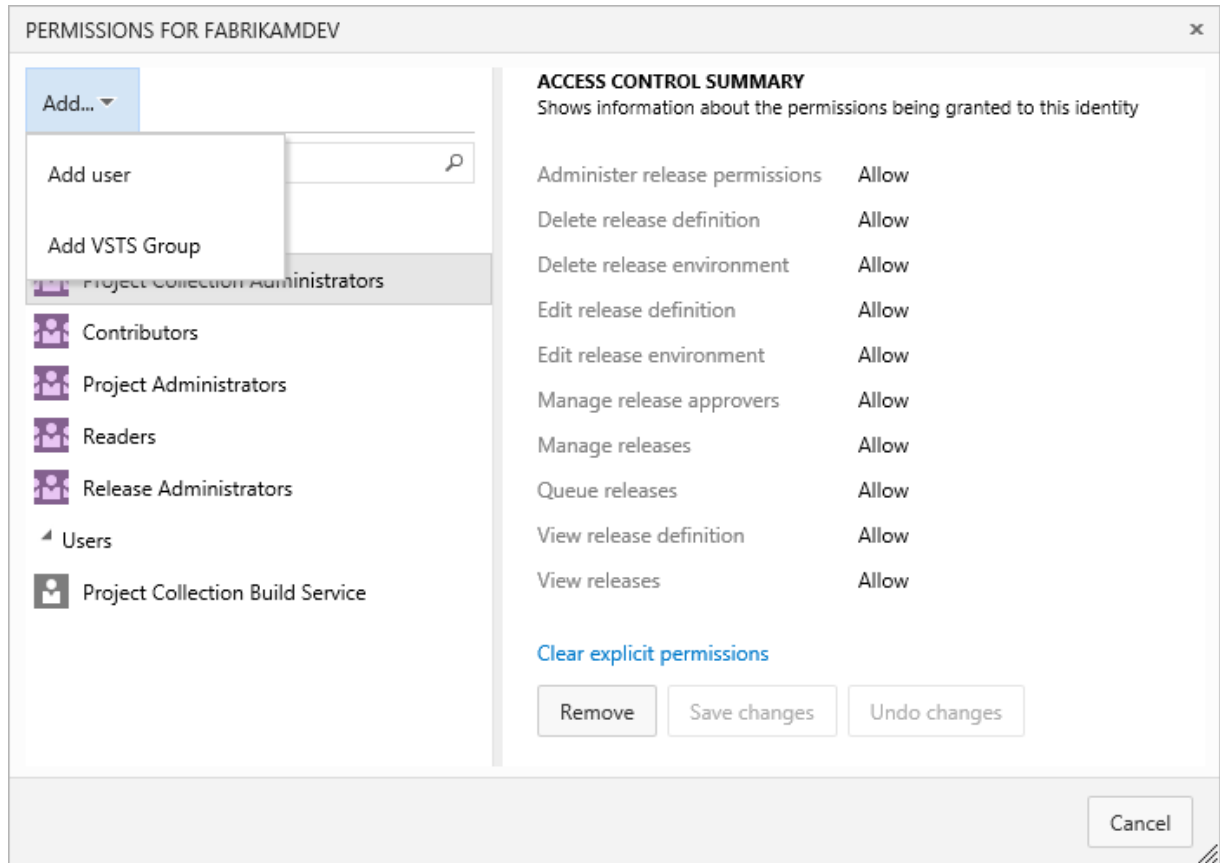 PERMISSIONS FOR FABRIKAMDEV
Add...
Add user
Add VSTS Group
Project Collection Administrators
Contributors
Project Administrators
Readers
Release Administrators
Users
Project Collection Build Service
ACCESS CONTROL SUMMARY
Shows information about the permissions being granted to this identity
Administer release permissions Allow
Delete release definition Allow
Delete release environment Allow
Edit release definition Allow
Edit release environment Allow
Manage release approvers Allow
Manage releases Allow
Queue releases Allow
View release definition Allow
View releases Allow
Clear explicit permissions
Remove Save changes Undo changes
Cancel